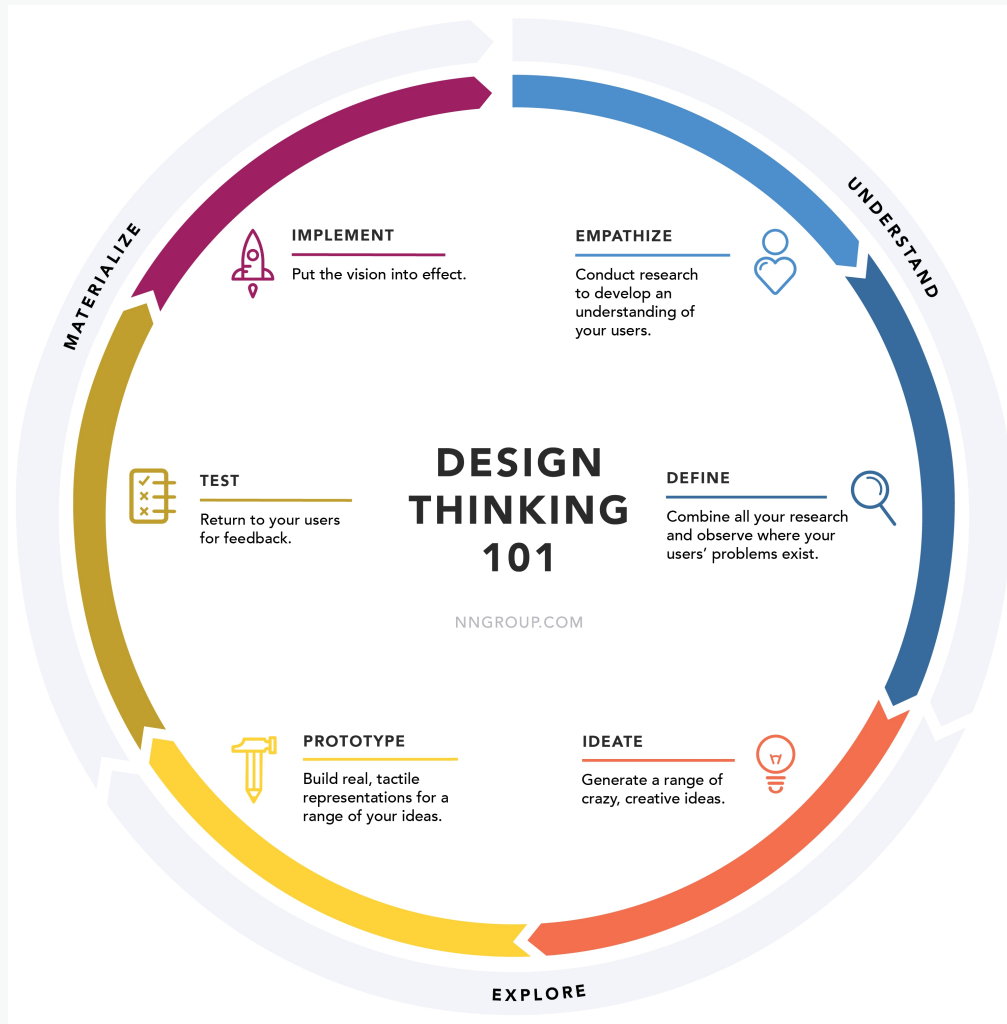 DESIGN
THINKING
101
NNGROUP.COM
UNDERSTAND
EMPATHIZE
Conduct research
to develop an
understanding of
your users.
DEFINE
Combine all your research
and observe where your
users’ problems exist.
EXPLORE
IDEATE
Generate a range of
crazy, creative ideas.
PROTOTYPE
Build real, tactile
representations for a
range of your ideas.
MATERIALIZE
TEST
Return to your users
for feedback.
IMPLEMENT
Put the vision into effect.